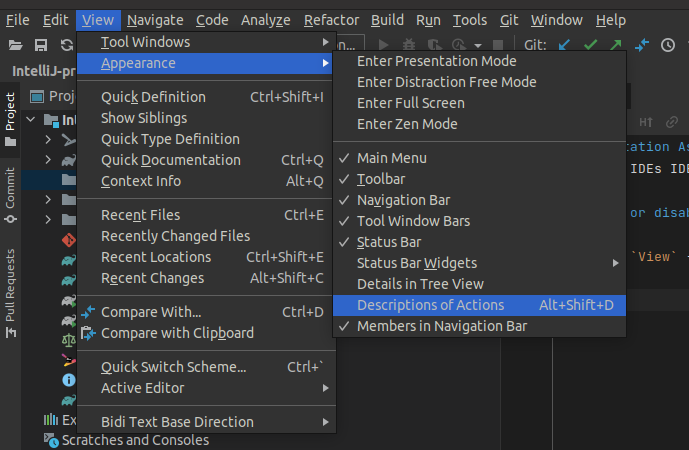 File Edit View Navigate Code Analyze Refactor Build Run Tools Git Window Help
Git:
IntelliJ-pr
Project
Commit
Pull Requests
Proj
Int
Ex
Scratches and Consoles
Tool Windows
Appearance
Quick Definition Ctrl+Shift+I
Show Siblings
Quick Type Definition
Quick Documentation Ctrl+Q
Context Info Alt+Q
Recent Files Ctrl+E
Recently Changed Files
Recent Locations Ctrl+Shift+E
Recent Changes Alt+Shift+C
Compare With... Ctrl+D
Compare with Clipboard
Quick Switch Scheme... Ctrl+`
Active Editor
Bidi Text Base Direction
Enter Presentation Mode
Enter Distraction Free Mode
Enter Full Screen
Enter Zen Mode
Main Menu
Toolbar
Navigation Bar
Tool Window Bars
Status Bar
Status Bar Widgets
Details in Tree View
Descriptions of Actions Alt+Shift+D
Members in Navigation Bar
tation As
IDEs IDE
or disab
`View` -